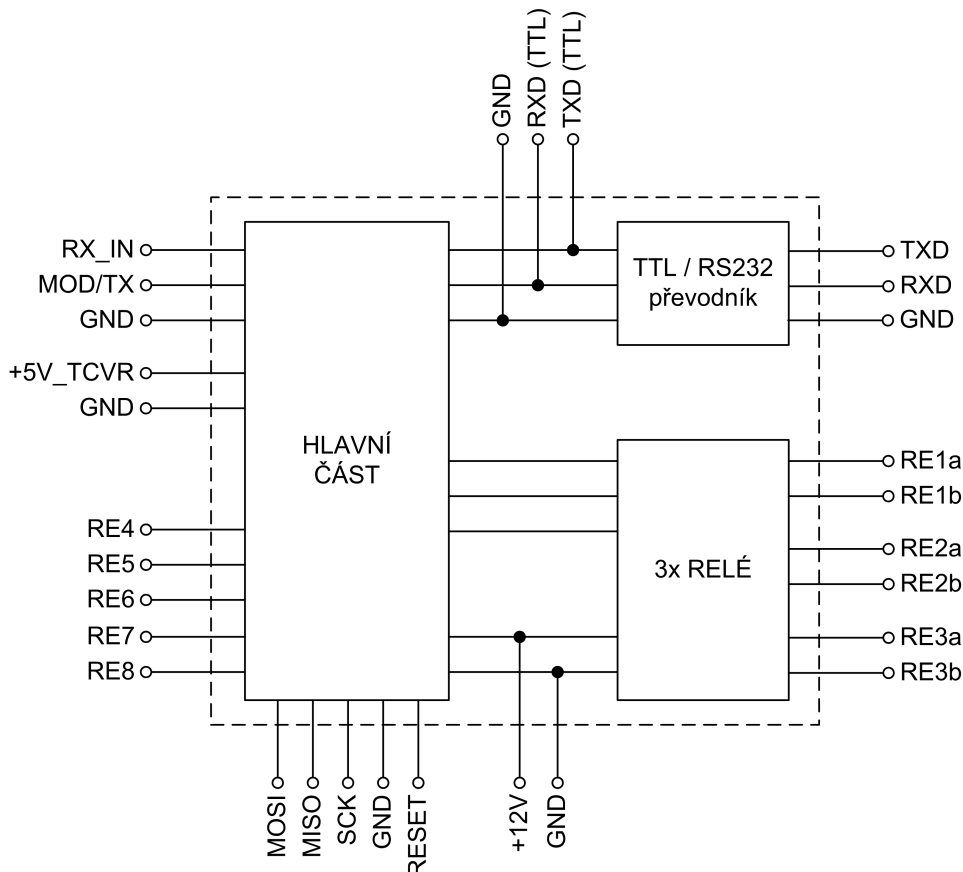 GND
RXD (TTL)
TXD (TTL)
RX_IN
MOD/TX
GND
+5V_TCVR
GND
RE4
RE5
RE6
RE7
RE8
HLAVNÍ
ČÁST
TTL / RS232
převodník
3x RELÉ
TXD
RXD
GND
RE1a
RE1b
RE2a
RE2b
RE3a
RE3b
MOSI
MISO
SCK
GND
RESET
+12V
GND